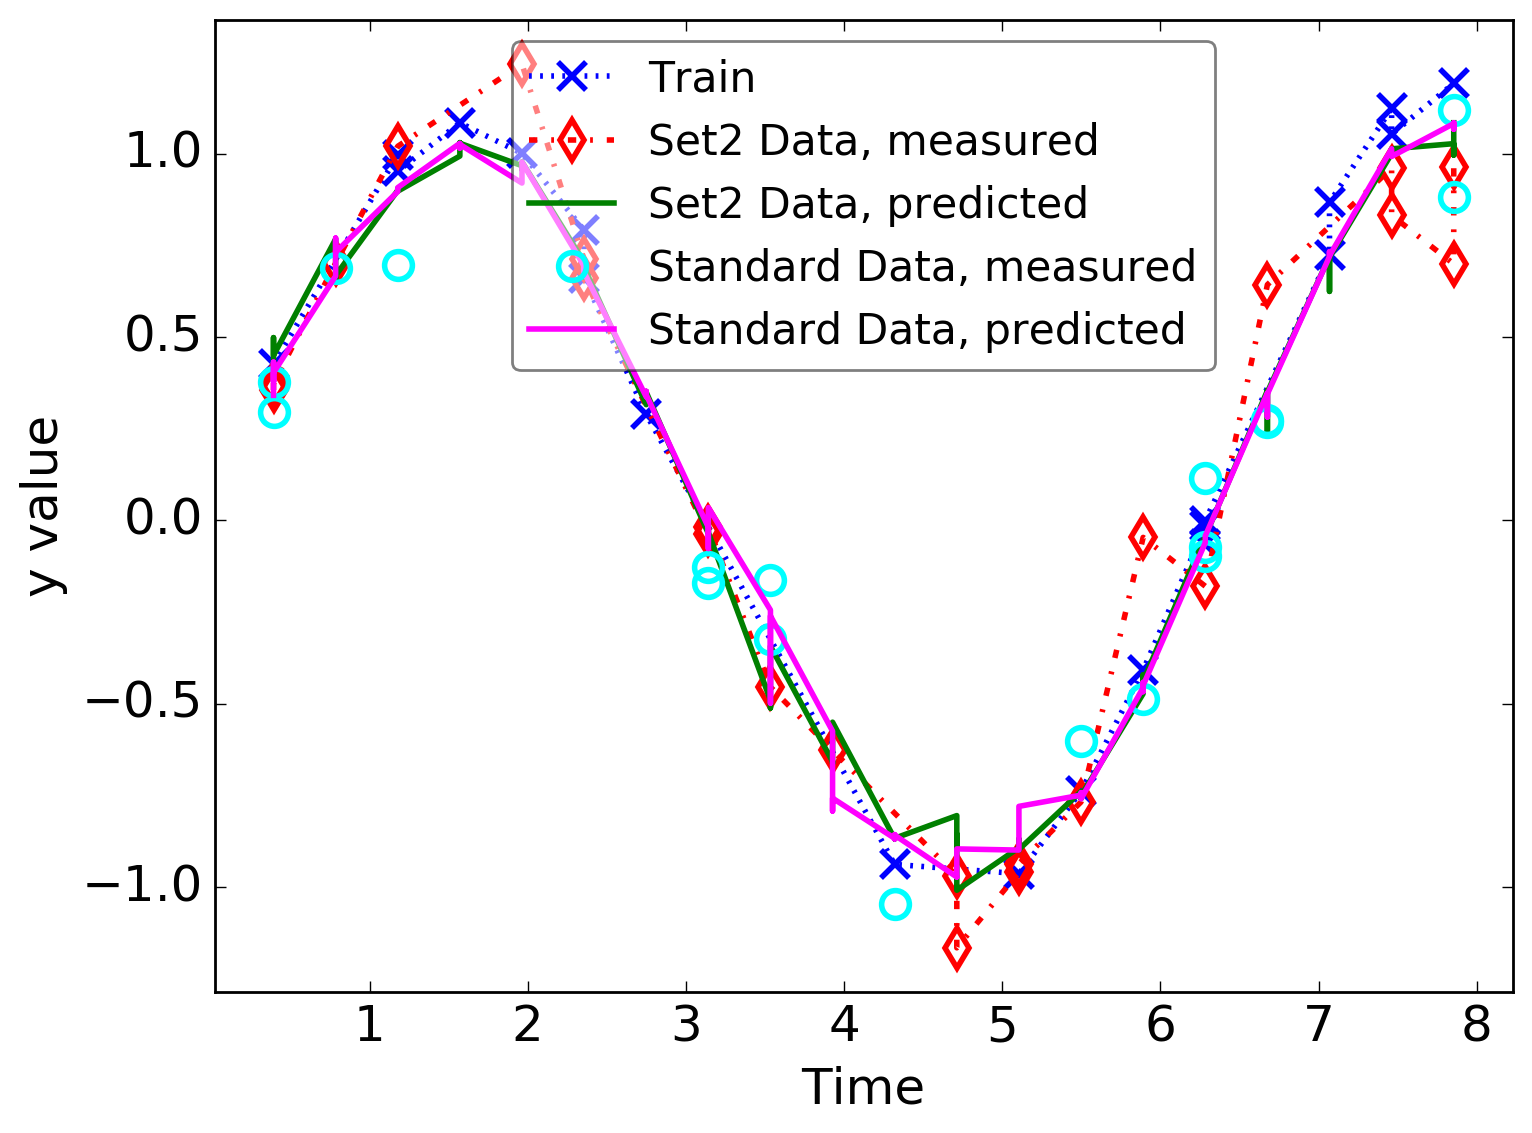 Train
Set2 Data, measured
Set2 Data, predicted
Standard Data, measured
Standard Data, predicted
y value
1.0
0.5
0.0
−0.5
−1.0
1 2 3 4 5 6 7 8
Time